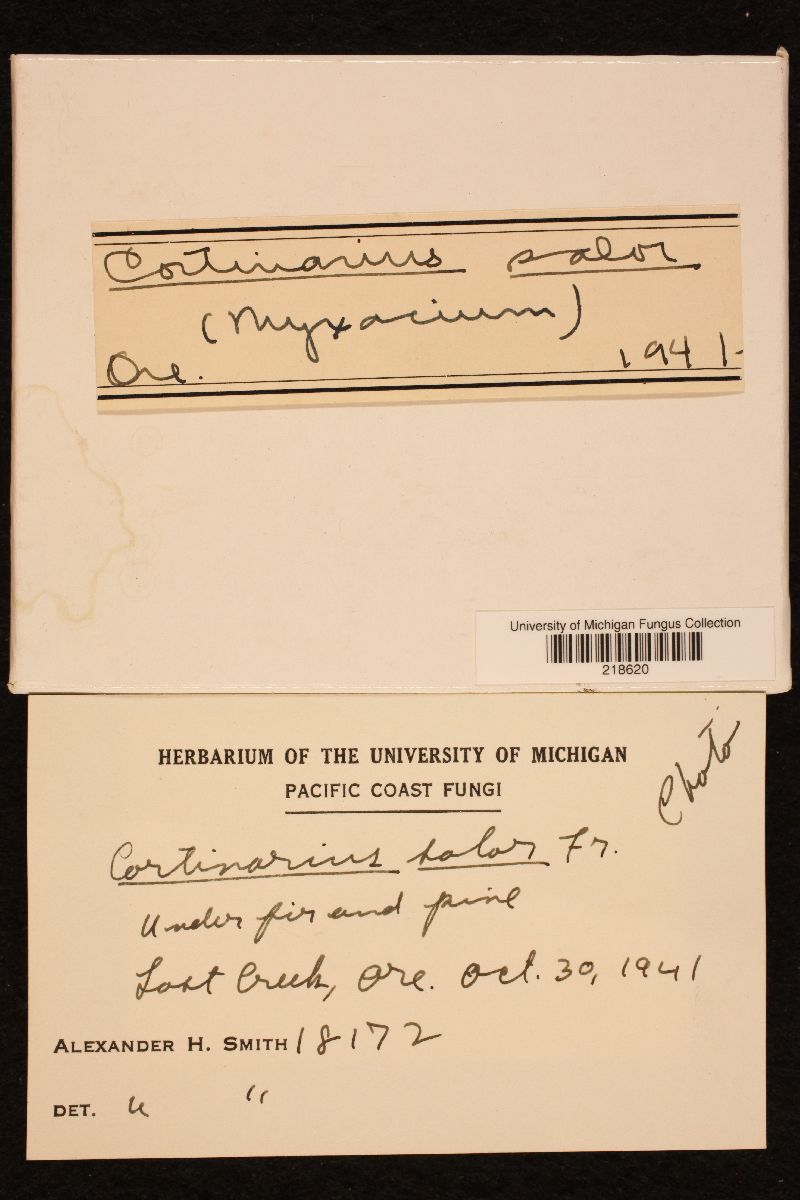 Cortinarius salor
(Myxacium)
Ore. 1941.
University of Michigan Fungus Collection
218620
HERBARIUM OF THE UNIVERSITY OF MICHIGAN
PACIFIC COAST FUNGI
Photo
Cortinarius salor Fr.
Under fir and pine
Lost Creek, Ore. Oct. 30, 1941
ALEXANDER H. SMITH 18172
DET. " "